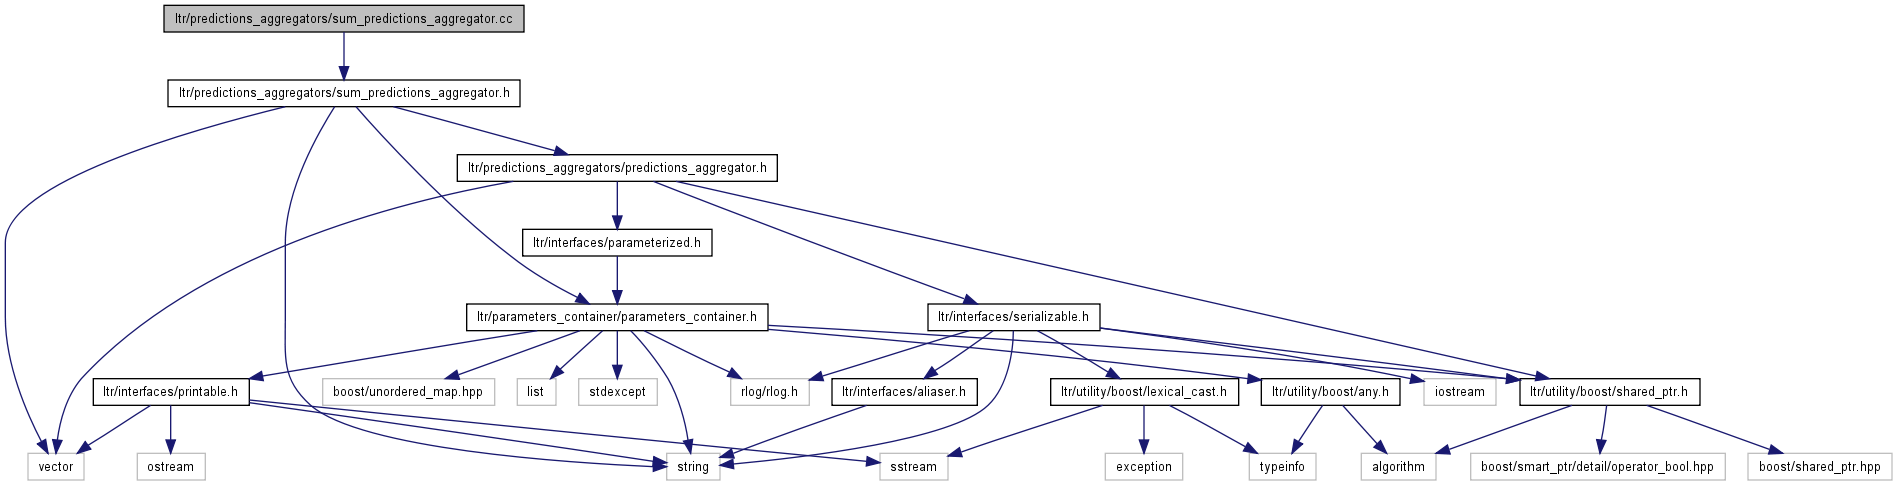 ltr/predictions_aggregators/sum_predictions_aggregator.cc
ltr/predictions_aggregators/sum_predictions_aggregator.h
ltr/predictions_aggregators/predictions_aggregator.h
ltr/interfaces/parameterized.h
ltr/parameters_container/parameters_container.h
ltr/interfaces/serializable.h
ltr/interfaces/printable.h
boost/unordered_map.hpp
list
stdexcept
rlog/rlog.h
ltr/interfaces/aliaser.h
ltr/utility/boost/lexical_cast.h
ltr/utility/boost/any.h
iostream
ltr/utility/boost/shared_ptr.h
vector
ostream
string
sstream
exception
typeinfo
algorithm
boost/smart_ptr/detail/operator_bool.hpp
boost/shared_ptr.hpp